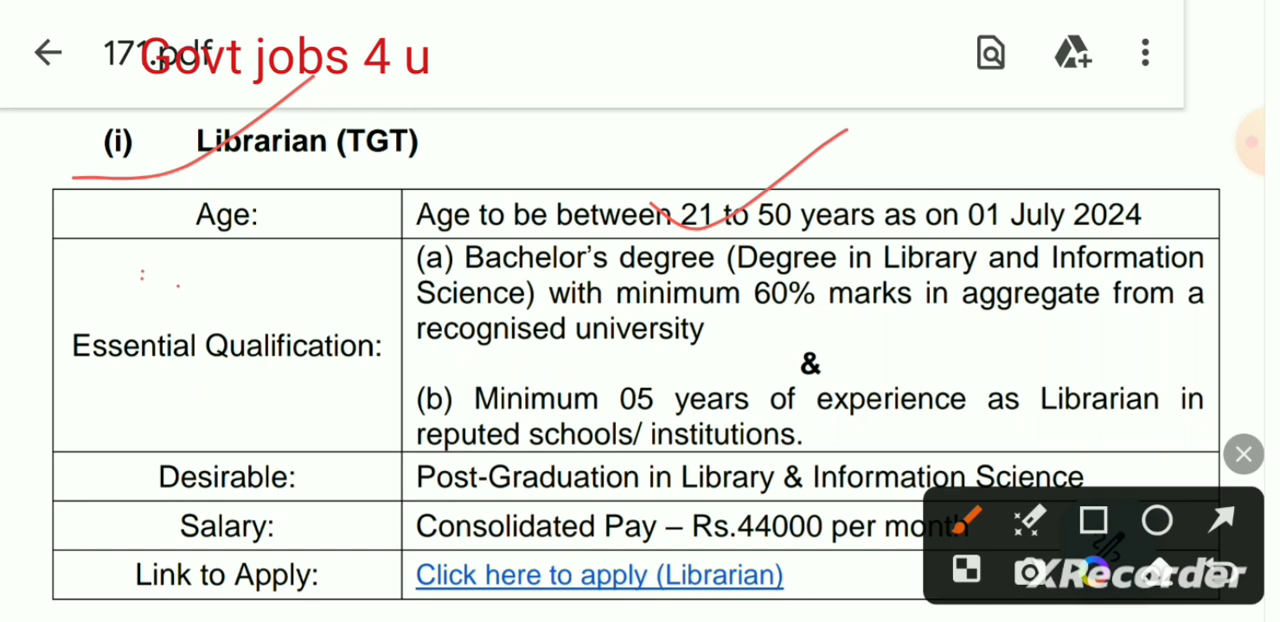 171.pdf
Govt jobs 4 u
(i) Librarian (TGT)
Age: Age to be between 21 to 50 years as on 01 July 2024
(a) Bachelor’s degree (Degree in Library and Information
Science) with minimum 60% marks in aggregate from a
recognised university
Essential Qualification:
&
(b) Minimum 05 years of experience as Librarian in
reputed schools/ institutions.
Desirable: Post-Graduation in Library & Information Science
Salary: Consolidated Pay – Rs.44000 per month
Link to Apply: Click here to apply (Librarian)
XRecorder